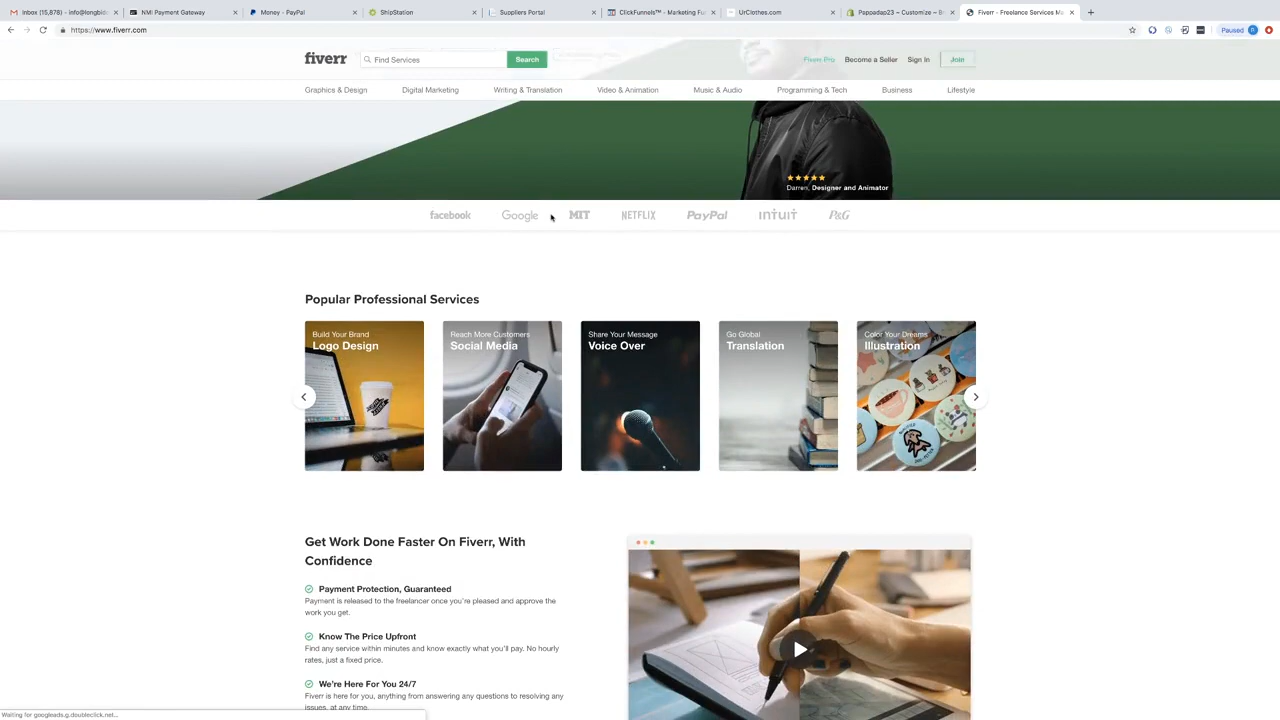 Inbox (15,878) – info@longbid
NMI Payment Gateway
Money - PayPal
ShipStation
Suppliers Portal
ClickFunnels™ - Marketing Fu
UrClothes.com
Pappadap23 ~ Customize ~ B
Fiverr - Freelance Services M
https://www.fiverr.com
Paused
fiverr
Find Services
Search
Fiverr Pro
Become a Seller
Sign In
Join
Graphics & Design
Digital Marketing
Writing & Translation
Video & Animation
Music & Audio
Programming & Tech
Business
Lifestyle
Darren, Designer and Animator
facebook
Google
MIT
NETFLIX
PayPal
intuit
P&G
Popular Professional Services
Build Your Brand
Logo Design
Reach More Customers
Social Media
Share Your Message
Voice Over
Go Global
Translation
Color Your Dreams
Illustration
Get Work Done Faster On Fiverr, With
Confidence
Payment Protection, Guaranteed
Payment is released to the freelancer once you're pleased and approve the
work you get.
Know The Price Upfront
Find any service within minutes and know exactly what you'll pay. No hourly
rates, just a fixed price.
We're Here For You 24/7
Fiverr is here for you, anything from answering any questions to resolving any
issues, at any time.
Waiting for googleads.g.doubleclick.net...